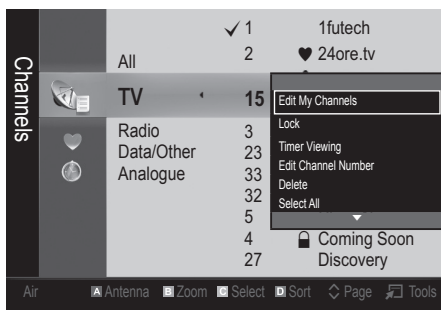 Channels
1 1futech
All 2 24ore.tv
TV 15
Radio 3
Data/Other 23
Analogue 33
32
5
4 Coming Soon
27 Discovery
Edit My Channels
Lock
Timer Viewing
Edit Channel Number
Delete
Select All
Air A Antenna B Zoom C Select D Sort Page Tools